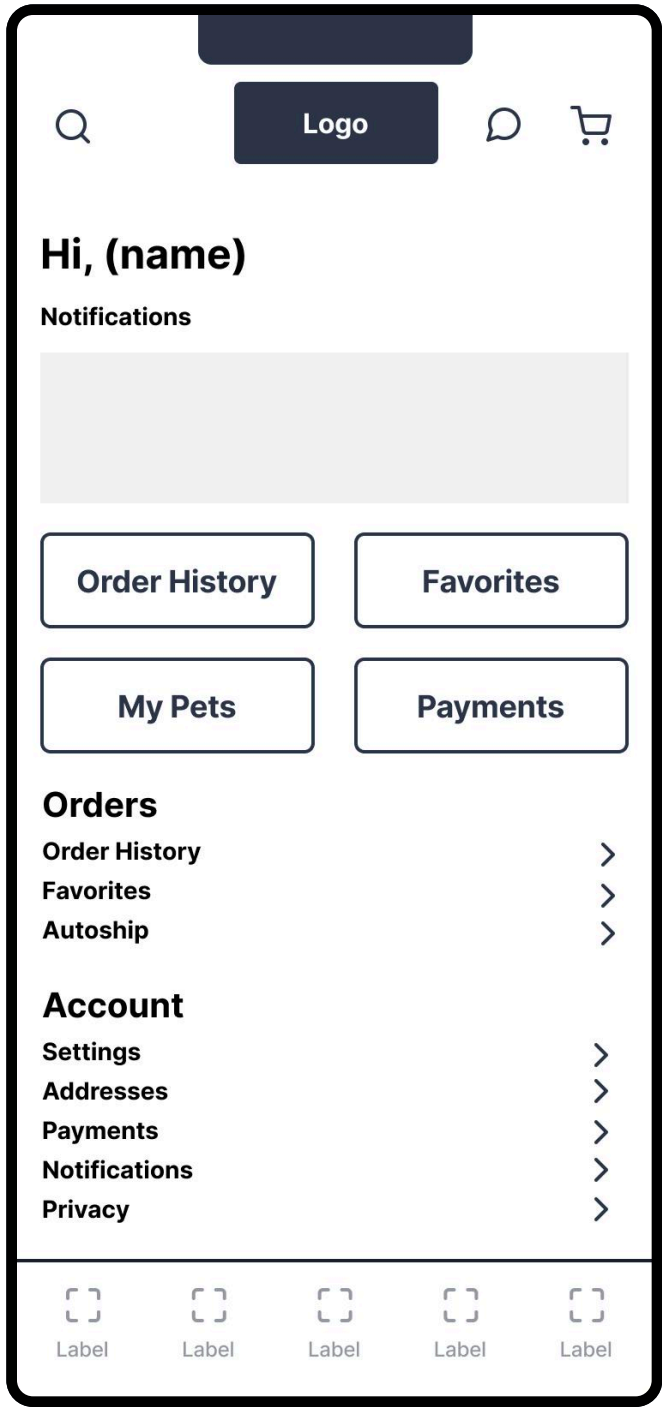 Logo
Hi, (name)
Notifications
Order History
Favorites
My Pets
Payments
Orders
Order History
Favorites
Autoship
Account
Settings
Addresses
Payments
Notifications
Privacy
Label Label Label Label Label